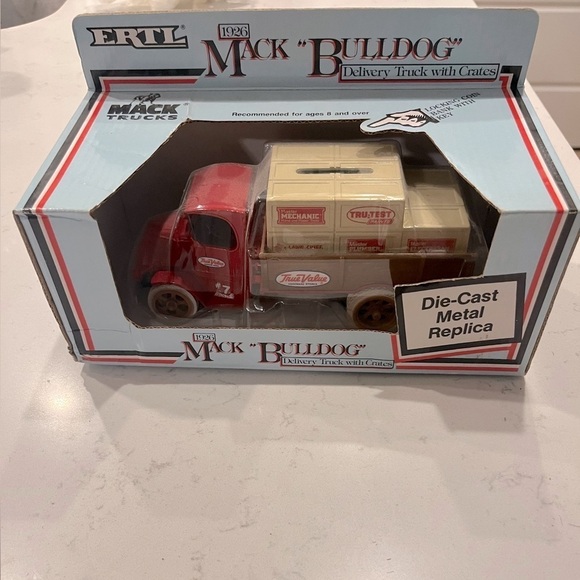 ERTL
1926
MACK "BULLDOG"
Delivery Truck with Crates
MACK
TRUCKS
Recommended for ages 8 and over
LOCKING COIN
BANK WITH
KEY
MECHANIC
TRU-TEST
True Value
#7
Die-Cast
Metal
Replica
1926
MACK "BULLDOG"
Delivery Truck with Crates